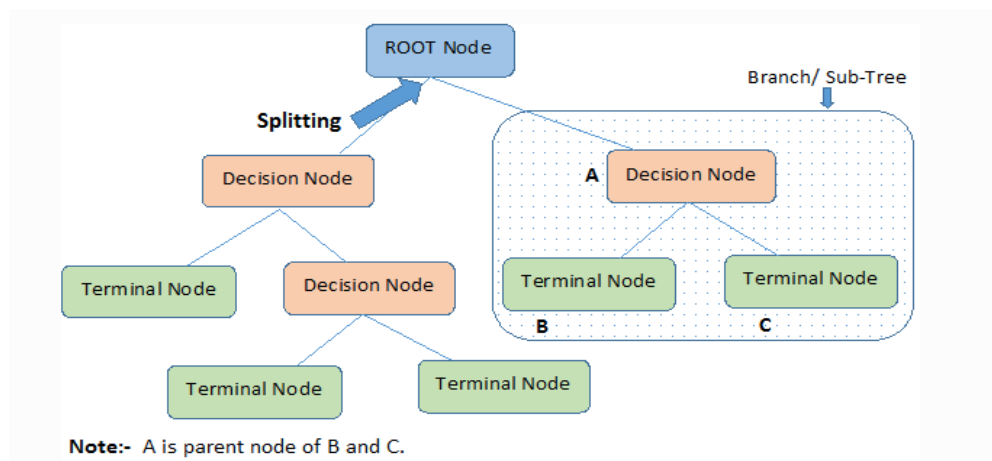 ROOT Node
Branch/ Sub-Tree
Splitting
Decision Node
A
Decision Node
Terminal Node
Decision Node
Terminal Node
Terminal Node
B
C
Terminal Node
Terminal Node
Note:- A is parent node of B and C.